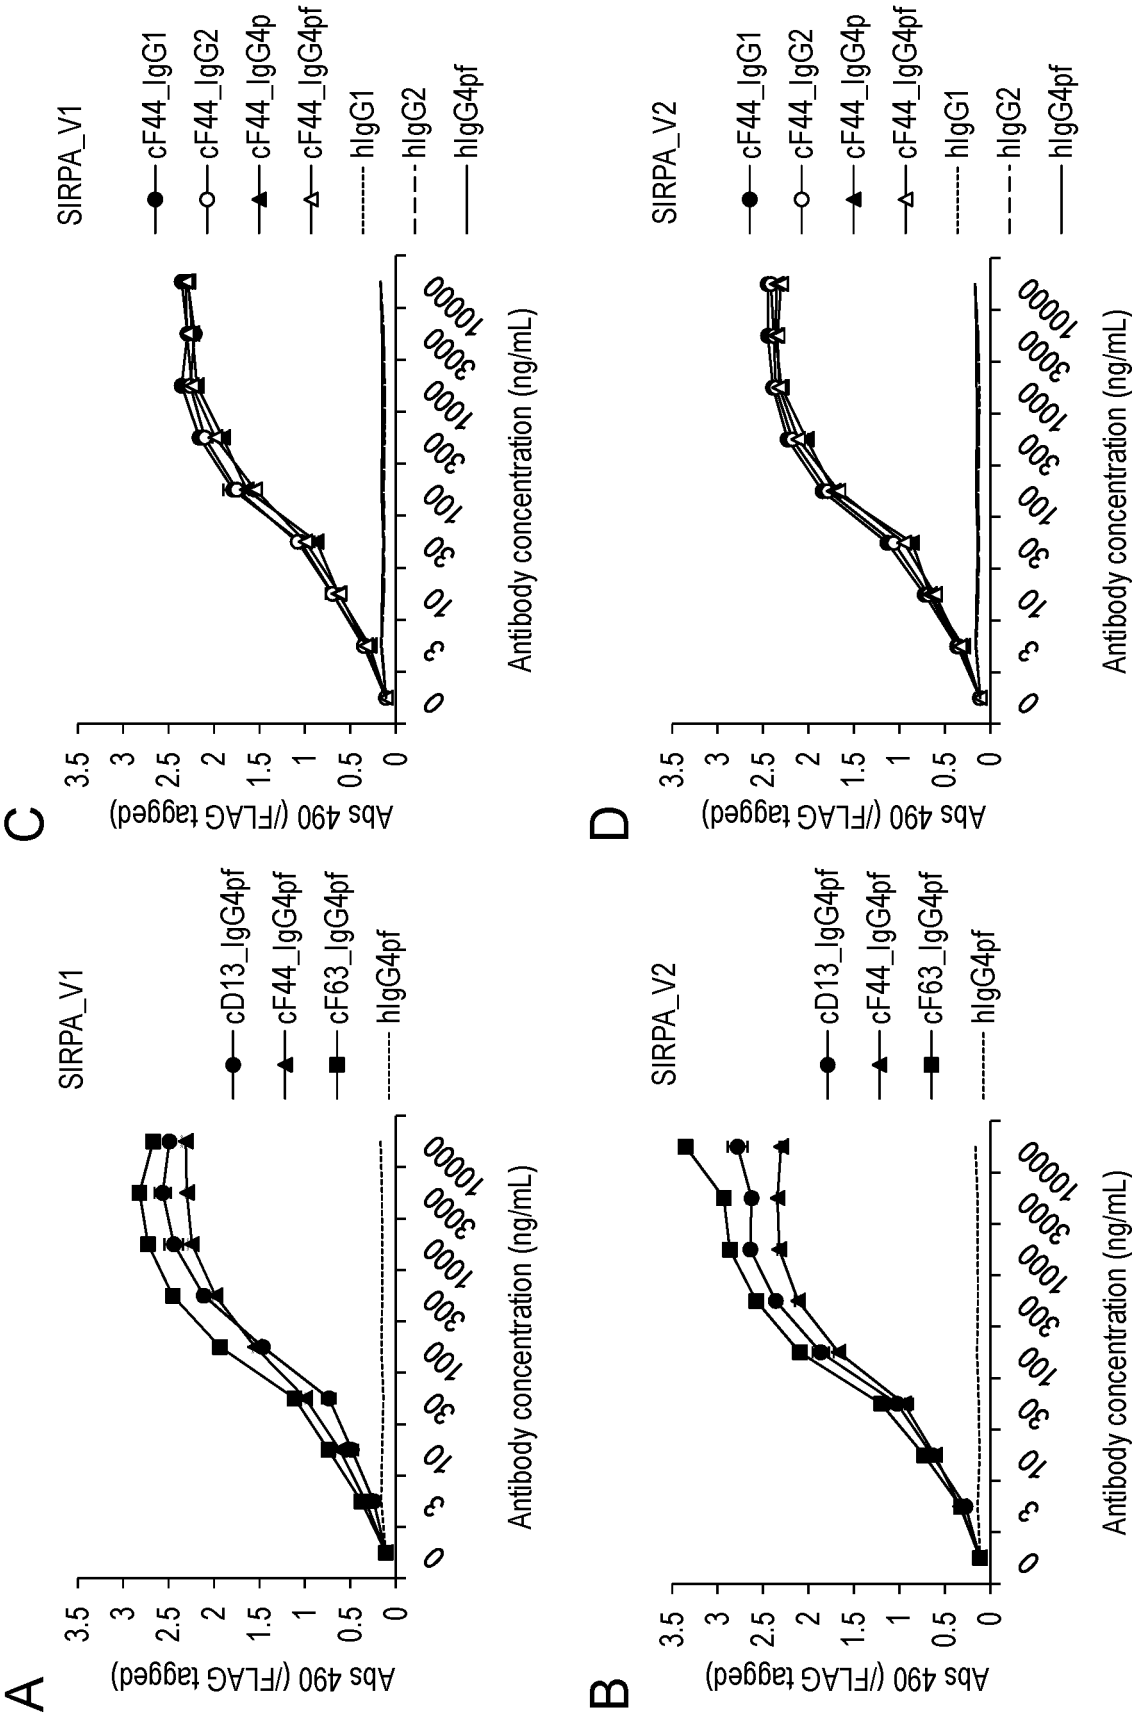 A
SIRPA_V1
Abs 490 (/FLAG tagged)
3.5
3
2.5
2
1.5
1
0.5
0
0 3 10 30 100 300 1000 3000 10000
Antibody concentration (ng/mL)
cD13_IgG4pf
cF44_IgG4pf
cF63_IgG4pf
hIgG4pf
B
SIRPA_V2
Abs 490 (/FLAG tagged)
3.5
3
2.5
2
1.5
1
0.5
0
0 3 10 30 100 300 1000 3000 10000
Antibody concentration (ng/mL)
cD13_IgG4pf
cF44_IgG4pf
cF63_IgG4pf
hIgG4pf
C
SIRPA_V1
Abs 490 (/FLAG tagged)
3.5
3
2.5
2
1.5
1
0.5
0
0 3 10 30 100 300 1000 3000 10000
Antibody concentration (ng/mL)
cF44_IgG1
cF44_IgG2
cF44_IgG4p
cF44_IgG4pf
hIgG1
hIgG2
hIgG4pf
D
SIRPA_V2
Abs 490 (/FLAG tagged)
3.5
3
2.5
2
1.5
1
0.5
0
0 3 10 30 100 300 1000 3000 10000
Antibody concentration (ng/mL)
cF44_IgG1
cF44_IgG2
cF44_IgG4p
cF44_IgG4pf
hIgG1
hIgG2
hIgG4pf